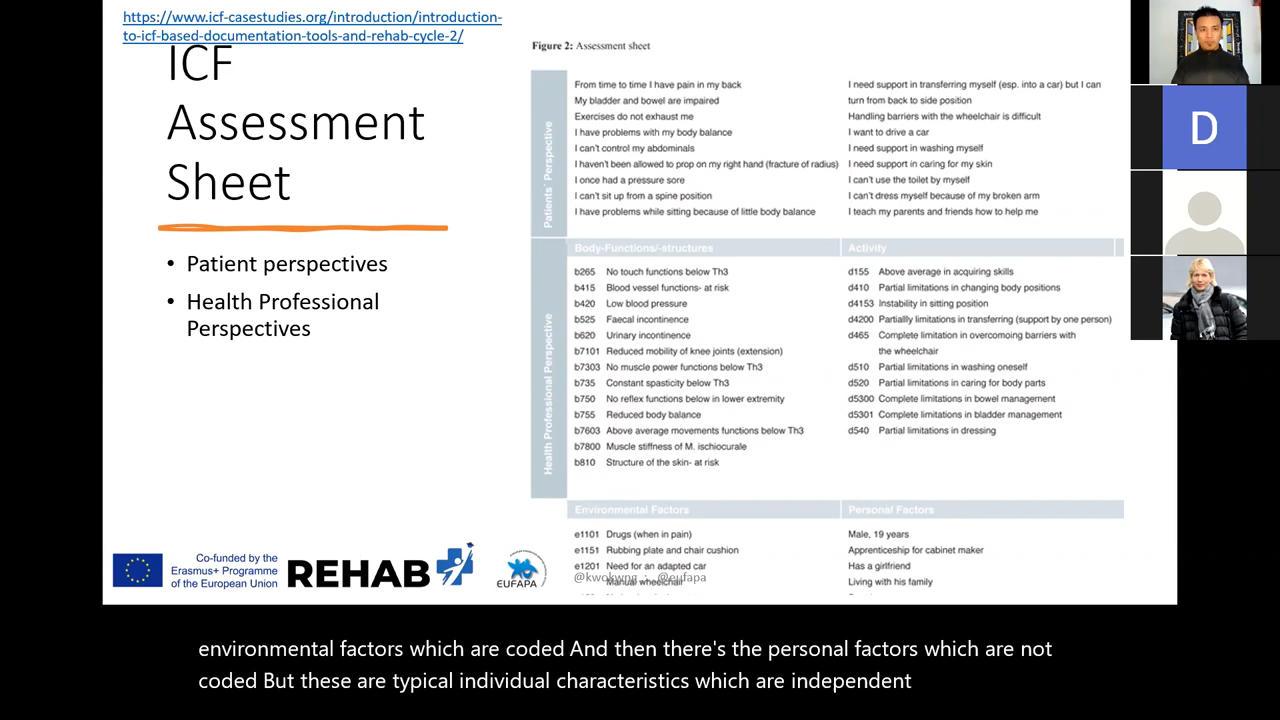 https://www.icf-casestudies.org/introduction/introduction-
to-icf-based-documentation-tools-and-rehab-cycle-2/
ICF
Assessment
Sheet
• Patient perspectives
• Health Professional
Perspectives
Figure 2: Assessment sheet
Patients' Perspective
From time to time I have pain in my back
My bladder and bowel are impaired
Exercises do not exhaust me
I have problems with my body balance
I can't control my abdominals
I haven't been allowed to prop on my right hand (fracture of radius)
I once had a pressure sore
I can't sit up from a spine position
I have problems while sitting because of little body balance
I need support in transferring myself (esp. into a car) but I can
turn from back to side position
Handling barriers with the wheelchair is difficult
I want to drive a car
I need support in washing myself
I need support in caring for my skin
I can't use the toilet by myself
I can't dress myself because of my broken arm
I teach my parents and friends how to help me
Health Professional Perspective
Body-Functions/-structures
b265 No touch functions below Th3
b415 Blood vessel functions- at risk
b420 Low blood pressure
b525 Faecal incontinence
b620 Urinary incontinence
b7101 Reduced mobility of knee joints (extension)
b7303 No muscle power functions below Th3
b735 Constant spasticity below Th3
b750 No reflex functions below in lower extremity
b755 Reduced body balance
b7603 Above average movements functions below Th3
b7800 Muscle stiffness of M. ischiocurale
b810 Structure of the skin- at risk
Activity
d155 Above average in acquiring skills
d410 Partial limitations in changing body positions
d4153 Instability in sitting position
d4200 Partiallly limitations in transferring (support by one person)
d465 Complete limitation in overcomoing barriers with
the wheelchair
d510 Partial limitations in washing oneself
d520 Partial limitations in caring for body parts
d5300 Complete limitations in bowel management
d5301 Complete limitations in bladder management
d540 Partial limitations in dressing
Environmental Factors
e1101 Drugs (when in pain)
e1151 Rubbing plate and chair cushion
e1201 Need for an adapted car
Manual wheelchair
Personal Factors
Male, 19 years
Apprenticeship for cabinet maker
Has a girlfriend
Living with his family
Co-funded by the
Erasmus+ Programme
of the European Union
REHAB
EUFAPA
@kwokwng : @eufapa
D
environmental factors which are coded And then there's the personal factors which are not
coded But these are typical individual characteristics which are independent